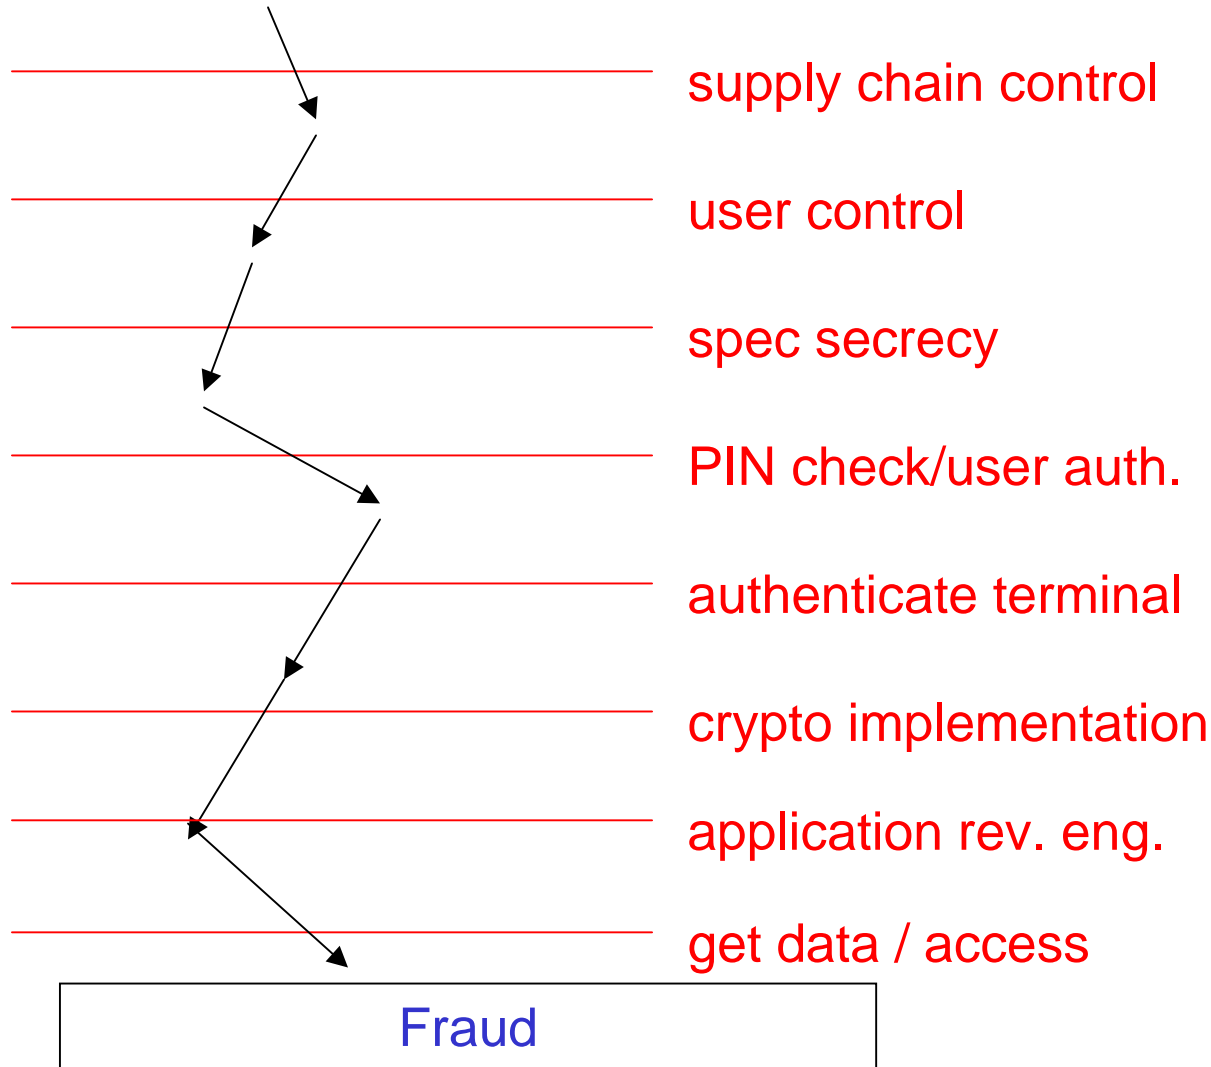 supply chain control
user control
spec secrecy
PIN check/user auth.
authenticate terminal
crypto implementation
application rev. eng.
get data / access
Fraud